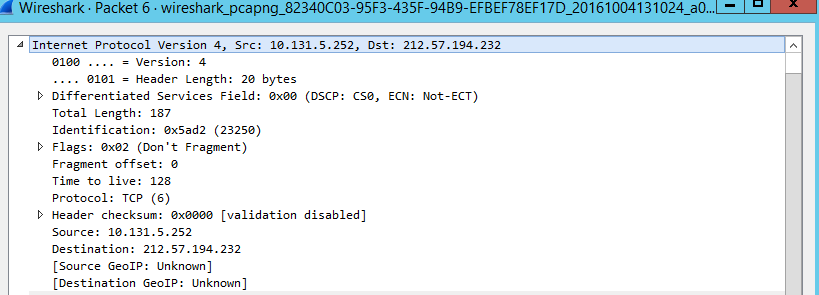 Wireshark · Packet 6 · wireshark_pcapng_82340C03-95F3-435F-94B9-EFBEF78EF17D_20161004131024_a0...
Internet Protocol Version 4, Src: 10.131.5.252, Dst: 212.57.194.232
0100 .... = Version: 4
.... 0101 = Header Length: 20 bytes
Differentiated Services Field: 0x00 (DSCP: CS0, ECN: Not-ECT)
Total Length: 187
Identification: 0x5ad2 (23250)
Flags: 0x02 (Don't Fragment)
Fragment offset: 0
Time to live: 128
Protocol: TCP (6)
Header checksum: 0x0000 [validation disabled]
Source: 10.131.5.252
Destination: 212.57.194.232
[Source GeoIP: Unknown]
[Destination GeoIP: Unknown]